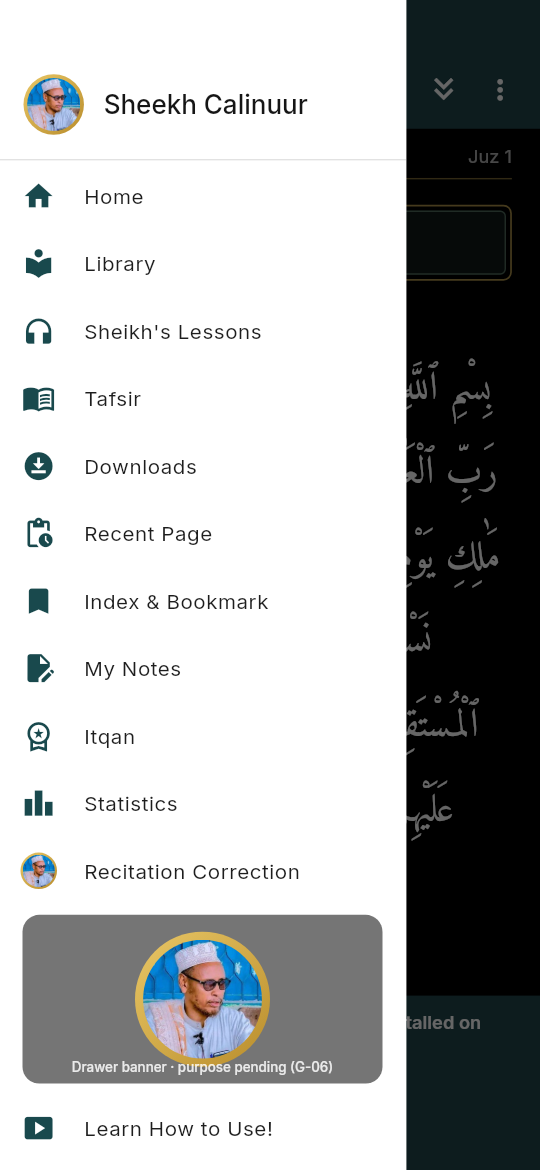 Sheekh Calinuur
Juz 1
Home
Library
Sheikh's Lessons
Tafsir
Downloads
Recent Page
Index & Bookmark
My Notes
Itqan
Statistics
Recitation Correction
Drawer banner · purpose pending (G-06)
Learn How to Use!
بِسْمِ ٱللَّهِ
رَبِّ
مَٰلِكِ يَوْمِ
عَلَيْهِ
talled on